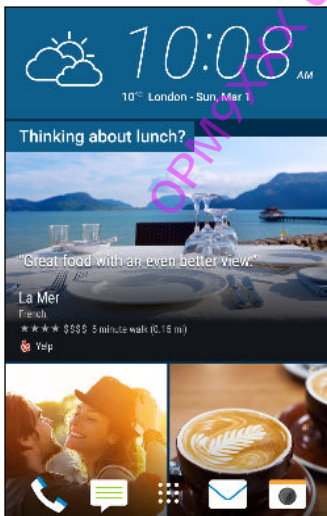 10:08 AM
10°C London - Sun, Mar 1
Thinking about lunch?
"Great food with an even better view."
La Mer
French
★★★★ $$$$ 5 minute walk (0.15 mi)
Yelp
OPM9XXX